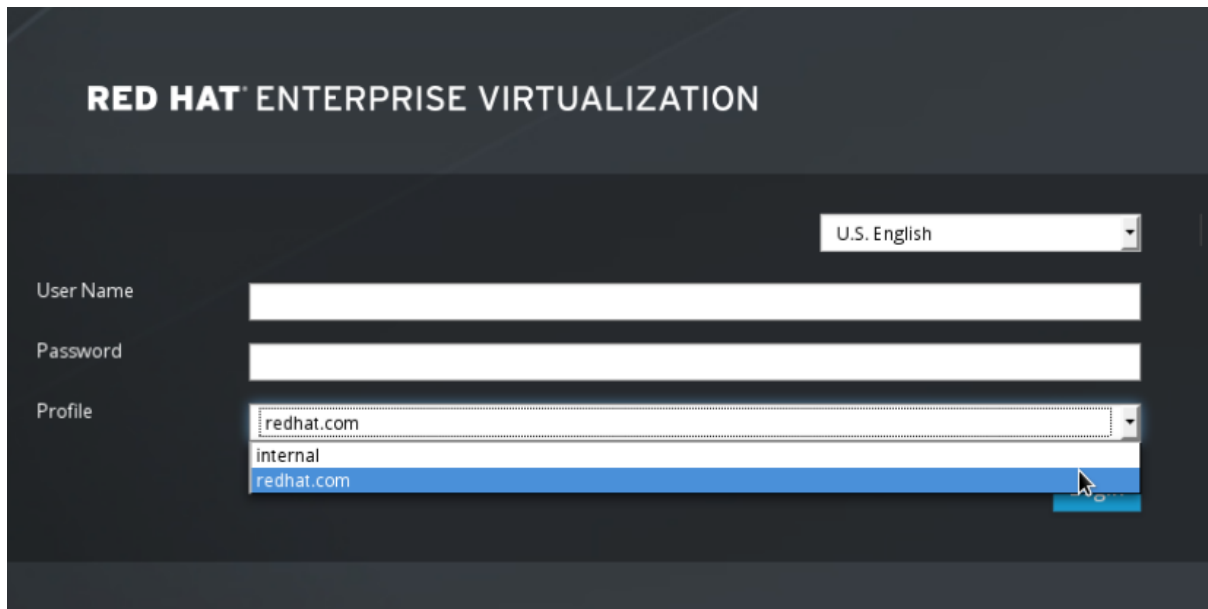 RED HAT® ENTERPRISE VIRTUALIZATION
U.S. English
User Name
Password
Profile
redhat.com
internal
redhat.com